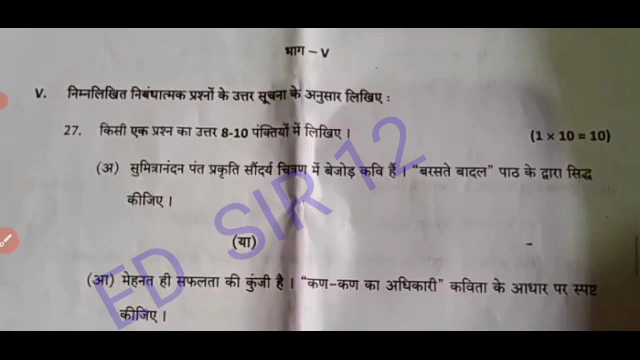 भाग – V
V. निम्नलिखित निबंधात्मक प्रश्नों के उत्तर सूचना के अनुसार लिखिए :
27. किसी एक प्रश्न का उत्तर 8-10 पंक्तियों में लिखिए । (1 × 10 = 10)
(अ) सुमित्रानंदन पंत प्रकृति सौंदर्य चित्रण में बेजोड़ कवि हैं । “बरसते बादल” पाठ के द्वारा सिद्ध
कीजिए ।
(या)
(आ) मेहनत ही सफलता की कुंजी है । “कण-कण का अधिकारी” कविता के आधार पर स्पष्ट
कीजिए ।
ED SIR 12